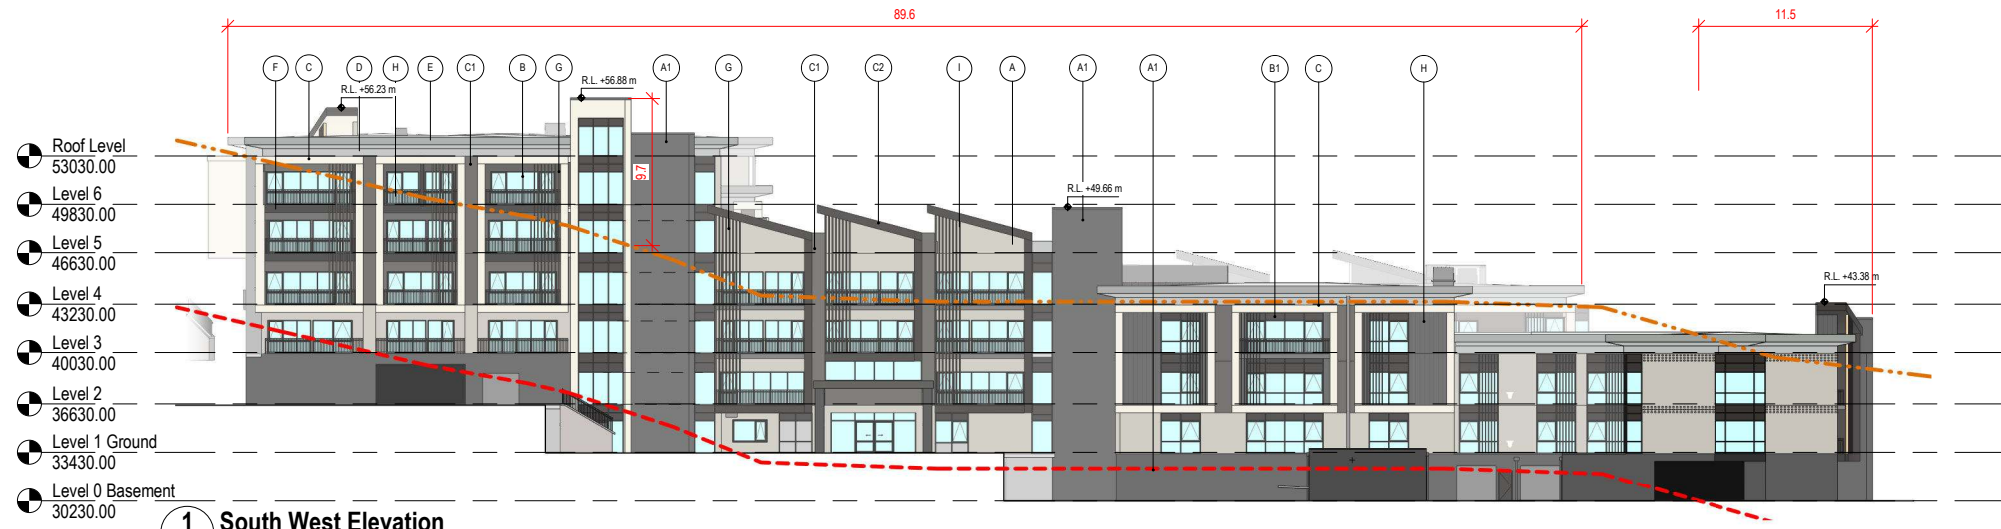 89.6
11.5
F C D H E C1 B G A1 G C1 C2 I A A1 A1 B1 C H
R.L. +56.88 m
R.L. +56.23 m
9.7
R.L. +49.66 m
R.L. +43.38 m
Roof Level
53030.00
Level 6
49830.00
Level 5
46630.00
Level 4
43230.00
Level 3
40030.00
Level 2
36630.00
Level 1 Ground
33430.00
Level 0 Basement
30230.00
1 South West Elevation